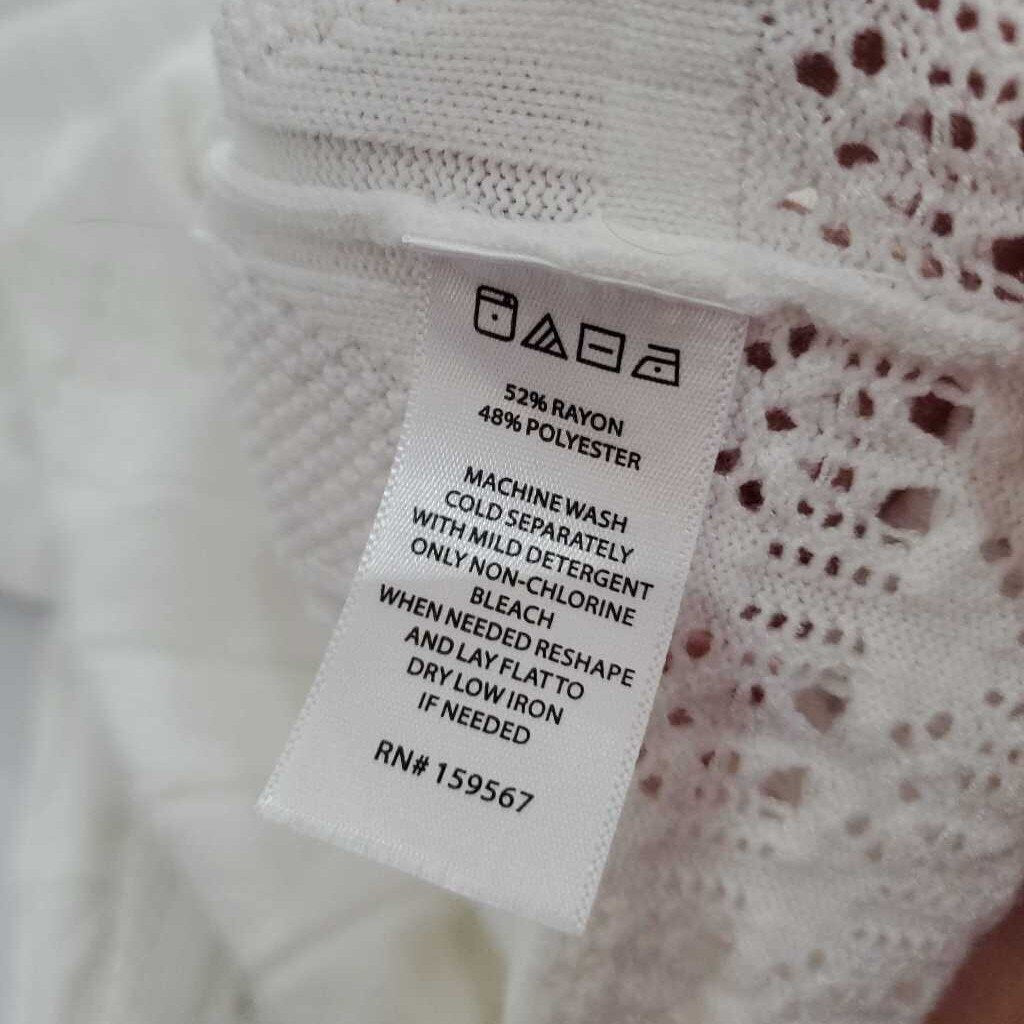 52% RAYON
48% POLYESTER
MACHINE WASH
COLD SEPARATELY
WITH MILD DETERGENT
ONLY NON-CHLORINE
BLEACH
WHEN NEEDED RESHAPE
AND LAY FLAT TO
DRY LOW IRON
IF NEEDED
RN# 159567